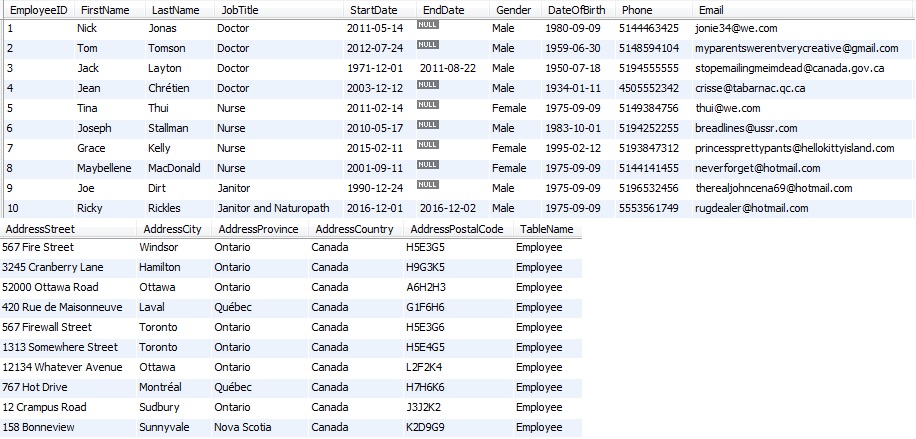 EmployeeID FirstName LastName JobTitle StartDate EndDate Gender DateOfBirth Phone Email
1 Nick Jonas Doctor 2011-05-14 NULL Male 1980-09-09 5144463425 jonie34@we.com
2 Tom Tomson Doctor 2012-07-24 NULL Male 1959-06-30 5148594104 myparentswerentverycreative@gmail.com
3 Jack Layton Doctor 1971-12-01 2011-08-22 Male 1950-07-18 5194555555 stopemailingmeimdead@canada.gov.ca
4 Jean Chrétien Doctor 2003-12-12 NULL Male 1934-01-11 4505552342 crisse@tabarnac.qc.ca
5 Tina Thui Nurse 2011-02-14 NULL Female 1975-09-09 5149384756 thui@we.com
6 Joseph Stallman Nurse 2010-05-17 NULL Male 1983-10-01 5194252255 breadlines@ussr.com
7 Grace Kelly Nurse 2015-02-11 NULL Female 1995-02-12 5193847312 princessprettypants@hellokittyisland.com
8 Maybellene MacDonald Nurse 2001-09-11 NULL Female 1975-09-09 5144141455 neverforget@hotmail.com
9 Joe Dirt Janitor 1990-12-24 NULL Male 1975-09-09 5196532456 therealjohncena69@hotmail.com
10 Ricky Rickles Janitor and Naturopath 2016-12-01 2016-12-02 Male 1975-09-09 5553561749 rugdealer@hotmail.com
AddressStreet AddressCity AddressProvince AddressCountry AddressPostalCode TableName
567 Fire Street Windsor Ontario Canada H5E3G5 Employee
3245 Cranberry Lane Hamilton Ontario Canada H9G3K5 Employee
52000 Ottawa Road Ottawa Ontario Canada A6H2H3 Employee
420 Rue de Maisonneuve Laval Québec Canada G1F6H6 Employee
567 Firewall Street Toronto Ontario Canada H5E3G6 Employee
1313 Somewhere Street Toronto Ontario Canada H5E4G5 Employee
12134 Whatever Avenue Ottawa Ontario Canada L2F2K4 Employee
767 Hot Drive Montréal Québec Canada H7H6K6 Employee
12 Crampus Road Sudbury Ontario Canada J3J2K2 Employee
158 Bonneview Sunnyvale Nova Scotia Canada K2D9G9 Employee